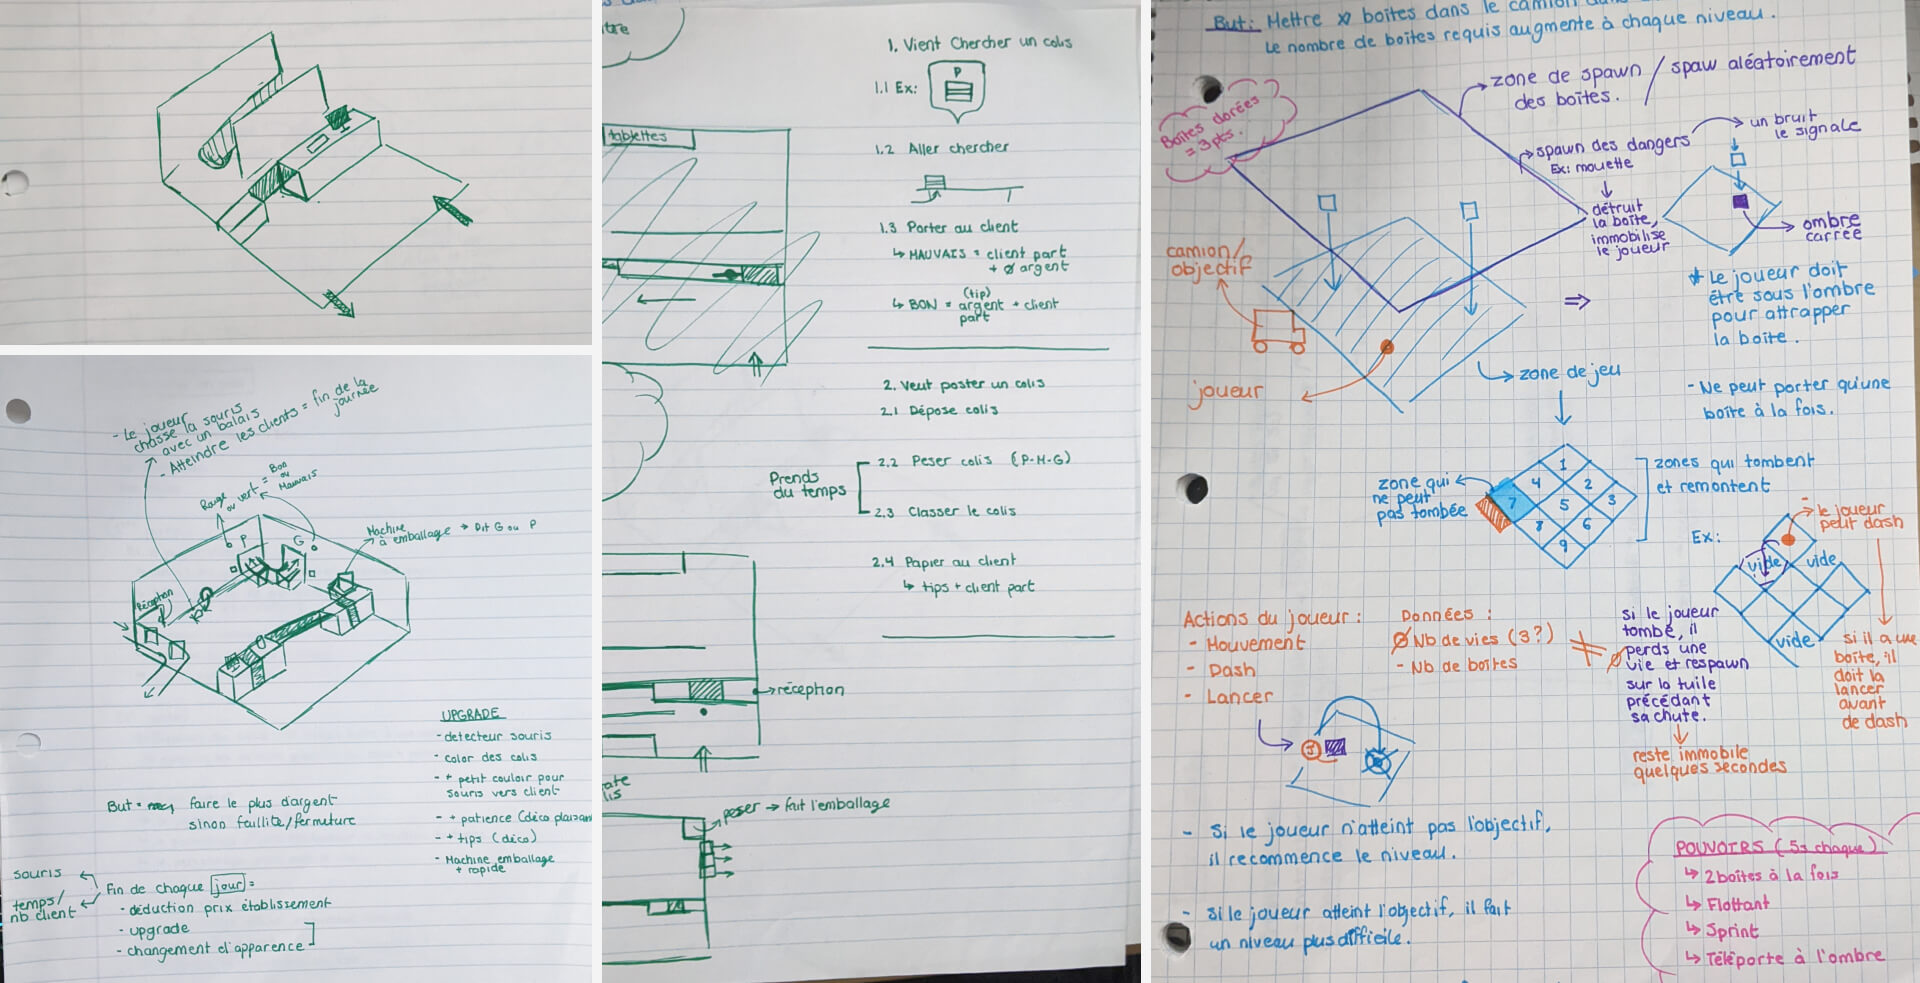 - Le joueur
chasse la souris
avec un balais
- Atteindre les clients = fin de la
journée
Rouge ou vert = Bon
ou
Mauvais
P
G
Machine
à emballage → Dit G ou P
Réception
UPGRADE
- detecteur souris
- color des colis
- + petit couloir pour
souris vers client
- + patience (déco plaisan
- + tips (déco)
- Machine emballage
+ rapide
But = faire le plus d'argent
sinon faillite/fermeture
souris
temps/
nb client
Fin de chaque jour =
- déduction prix établissement
- upgrade
- changement d'apparence
tre
tablettes
1. Vient Chercher un colis
1.1 Ex:
P
1.2 Aller chercher
1.3 Porter au client
↳ MAUVAIS = client part
+ Ø argent
↳ BON = (tip)
argent + client
part
2. Veut poster un colis
2.1 Dépose colis
Prends
du temps
2.2 Peser colis (P-M-G)
2.3 Classer le colis
2.4 Papier au client
↳ tips + client part
→ réception
ate
lis
peser → fait l'emballage
But: Mettre boîtes dans le camion
Le nombre de boîtes requis augmente à chaque niveau.
Boîtes dorées
= 3 pts.
zone de spawn / spaw aléatoirement
des boîtes.
spawn des dangers
Ex: mouette
un bruit
le signale
détruit
la boîte,
immobilise
le joueur
ombre
carrée
camion/
objectif
joueur
* Le joueur doit
être sous l'ombre
pour attrapper
la boîte.
zone de jeu
- Ne peut porter qu'une
boîte à la fois.
zone qui
ne peut
pas tombée
1
4 2
7 5 3
8 6
9
zones qui tombent
et remontent
Ex:
- le joueur
peut dash
vide
vide
vide
si il a une
boîte, il
doit la
lancer
avant
de dash
Actions du joueur :
- Mouvement
- Dash
- Lancer
Données :
Ø Nb de vies (3?)
- Nb de boîtes
si le joueur
tombe, il
perds une
vie et respawn
sur la tuile
précédant
sa chute.
reste immobile
quelques secondes
- Si le joueur n'atteint pas l'objectif,
il recommence le niveau.
- Si le joueur atteint l'objectif, il fait
un niveau plus difficile.
POUVOIRS (5s chaque)
↳ 2 boîtes à la fois
↳ Flottant
↳ Sprint
↳ Téléporte à l'ombre